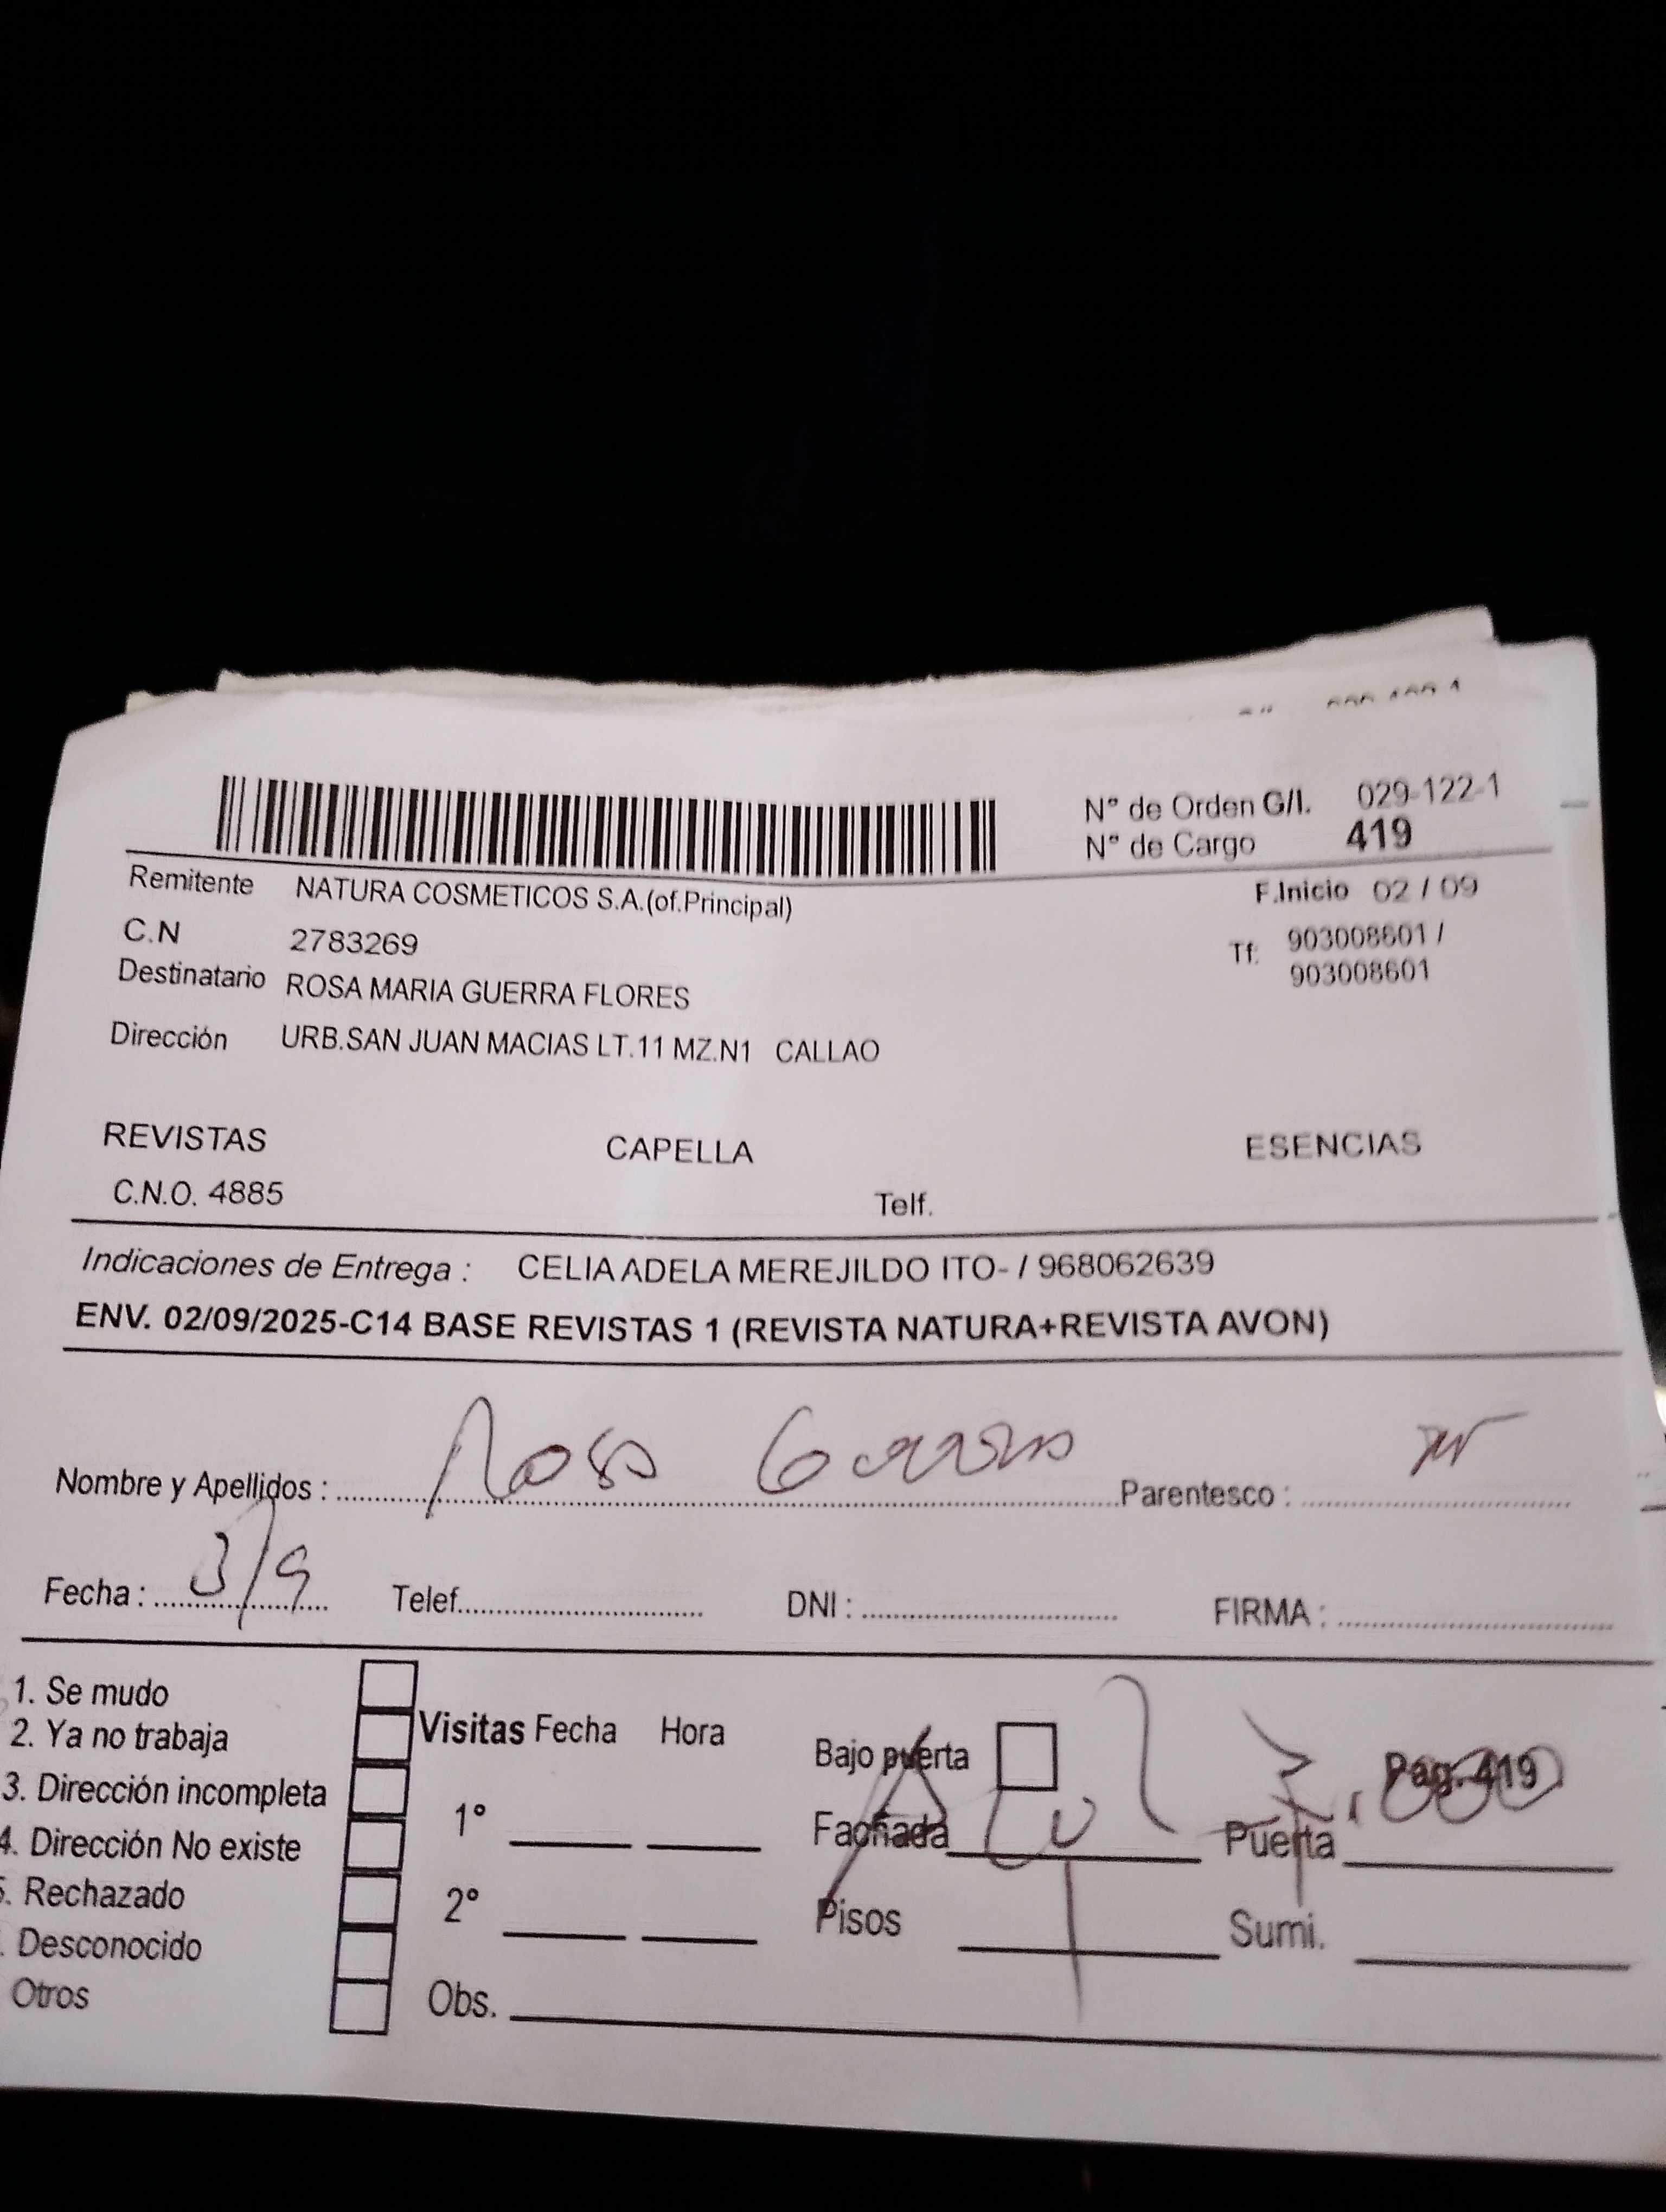 N° de Orden G/I. 029-122-1
N° de Cargo 419
Remitente NATURA COSMETICOS S.A.(of.Principal)
F.Inicio 02 / 09
C.N 2783269
Tf: 903008601 /
903008601
Destinatario ROSA MARIA GUERRA FLORES
Dirección URB.SAN JUAN MACIAS LT.11 MZ.N1 CALLAO
REVISTAS CAPELLA ESENCIAS
C.N.O. 4885 Telf.
Indicaciones de Entrega : CELIA ADELA MEREJILDO ITO- / 968062639
ENV. 02/09/2025-C14 BASE REVISTAS 1 (REVISTA NATURA+REVISTA AVON)
Nombre y Apellidos : Rosa Guerra Parentesco :
Fecha : 3/9 Telef. DNI : FIRMA :
1. Se mudo
2. Ya no trabaja
3. Dirección incompleta
4. Dirección No existe
5. Rechazado
. Desconocido
Otros
Visitas Fecha Hora
1°
2°
Obs.
Bajo puerta Pag. 419
Fachada Puerta
Pisos Sumi.